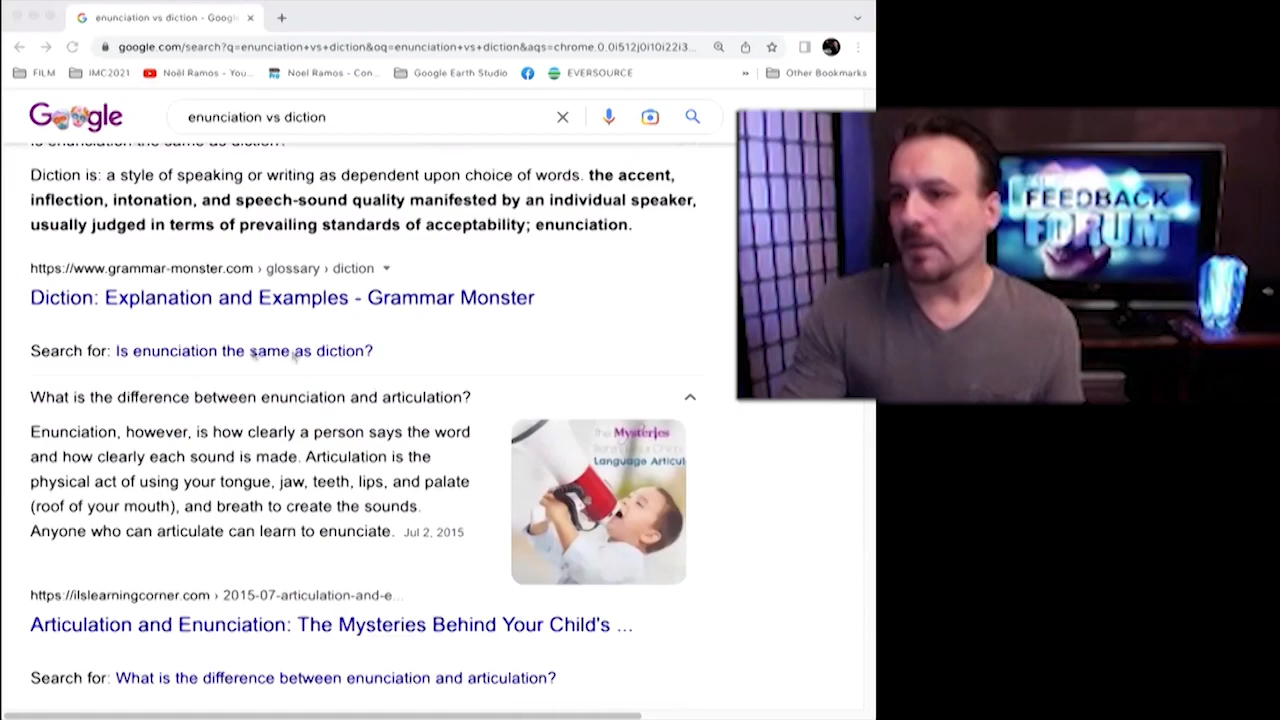 enunciation vs diction - Googl
google.com/search?q=enunciation+vs+diction&oq=enunciation+vs+diction&aqs=chrome.0.0i512j0i10i22i3...
FILM
IMC2021
Noël Ramos - You...
Noel Ramos - Con...
Google Earth Studio
EVERSOURCE
»
Other Bookmarks
Google
enunciation vs diction
Is enunciation the same as diction?
Diction is: a style of speaking or writing as dependent upon choice of words. the accent,
inflection, intonation, and speech-sound quality manifested by an individual speaker,
usually judged in terms of prevailing standards of acceptability; enunciation.
https://www.grammar-monster.com › glossary › diction
Diction: Explanation and Examples - Grammar Monster
Search for: Is enunciation the same as diction?
What is the difference between enunciation and articulation?
Enunciation, however, is how clearly a person says the word
and how clearly each sound is made. Articulation is the
physical act of using your tongue, jaw, teeth, lips, and palate
(roof of your mouth), and breath to create the sounds.
Anyone who can articulate can learn to enunciate. Jul 2, 2015
The Mysteries
Language Articul
https://ilslearningcorner.com › 2015-07-articulation-and-e...
Articulation and Enunciation: The Mysteries Behind Your Child's ...
Search for: What is the difference between enunciation and articulation?
FEEDBACK
FORUM